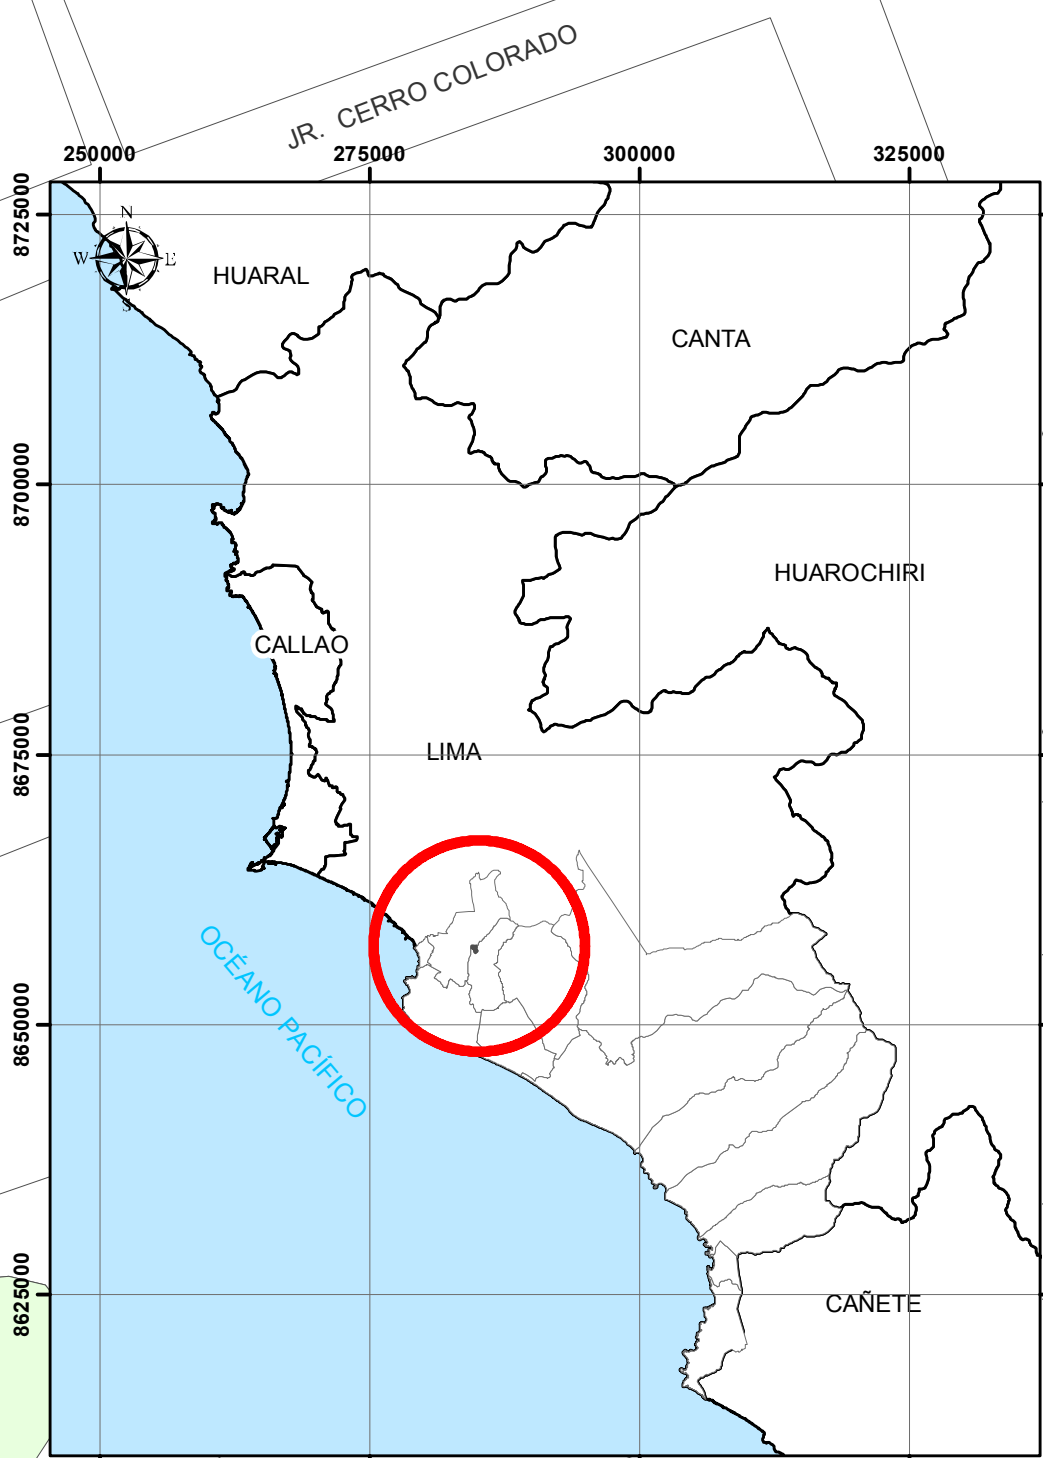 JR. CERRO COLORADO
250000 275000 300000 325000
8725000
N
W E
S
HUARAL
CANTA
8700000
HUAROCHIRI
CALLAO
LIMA
8675000
OCÉANO PACÍFICO
8650000
8625000
CAÑETE